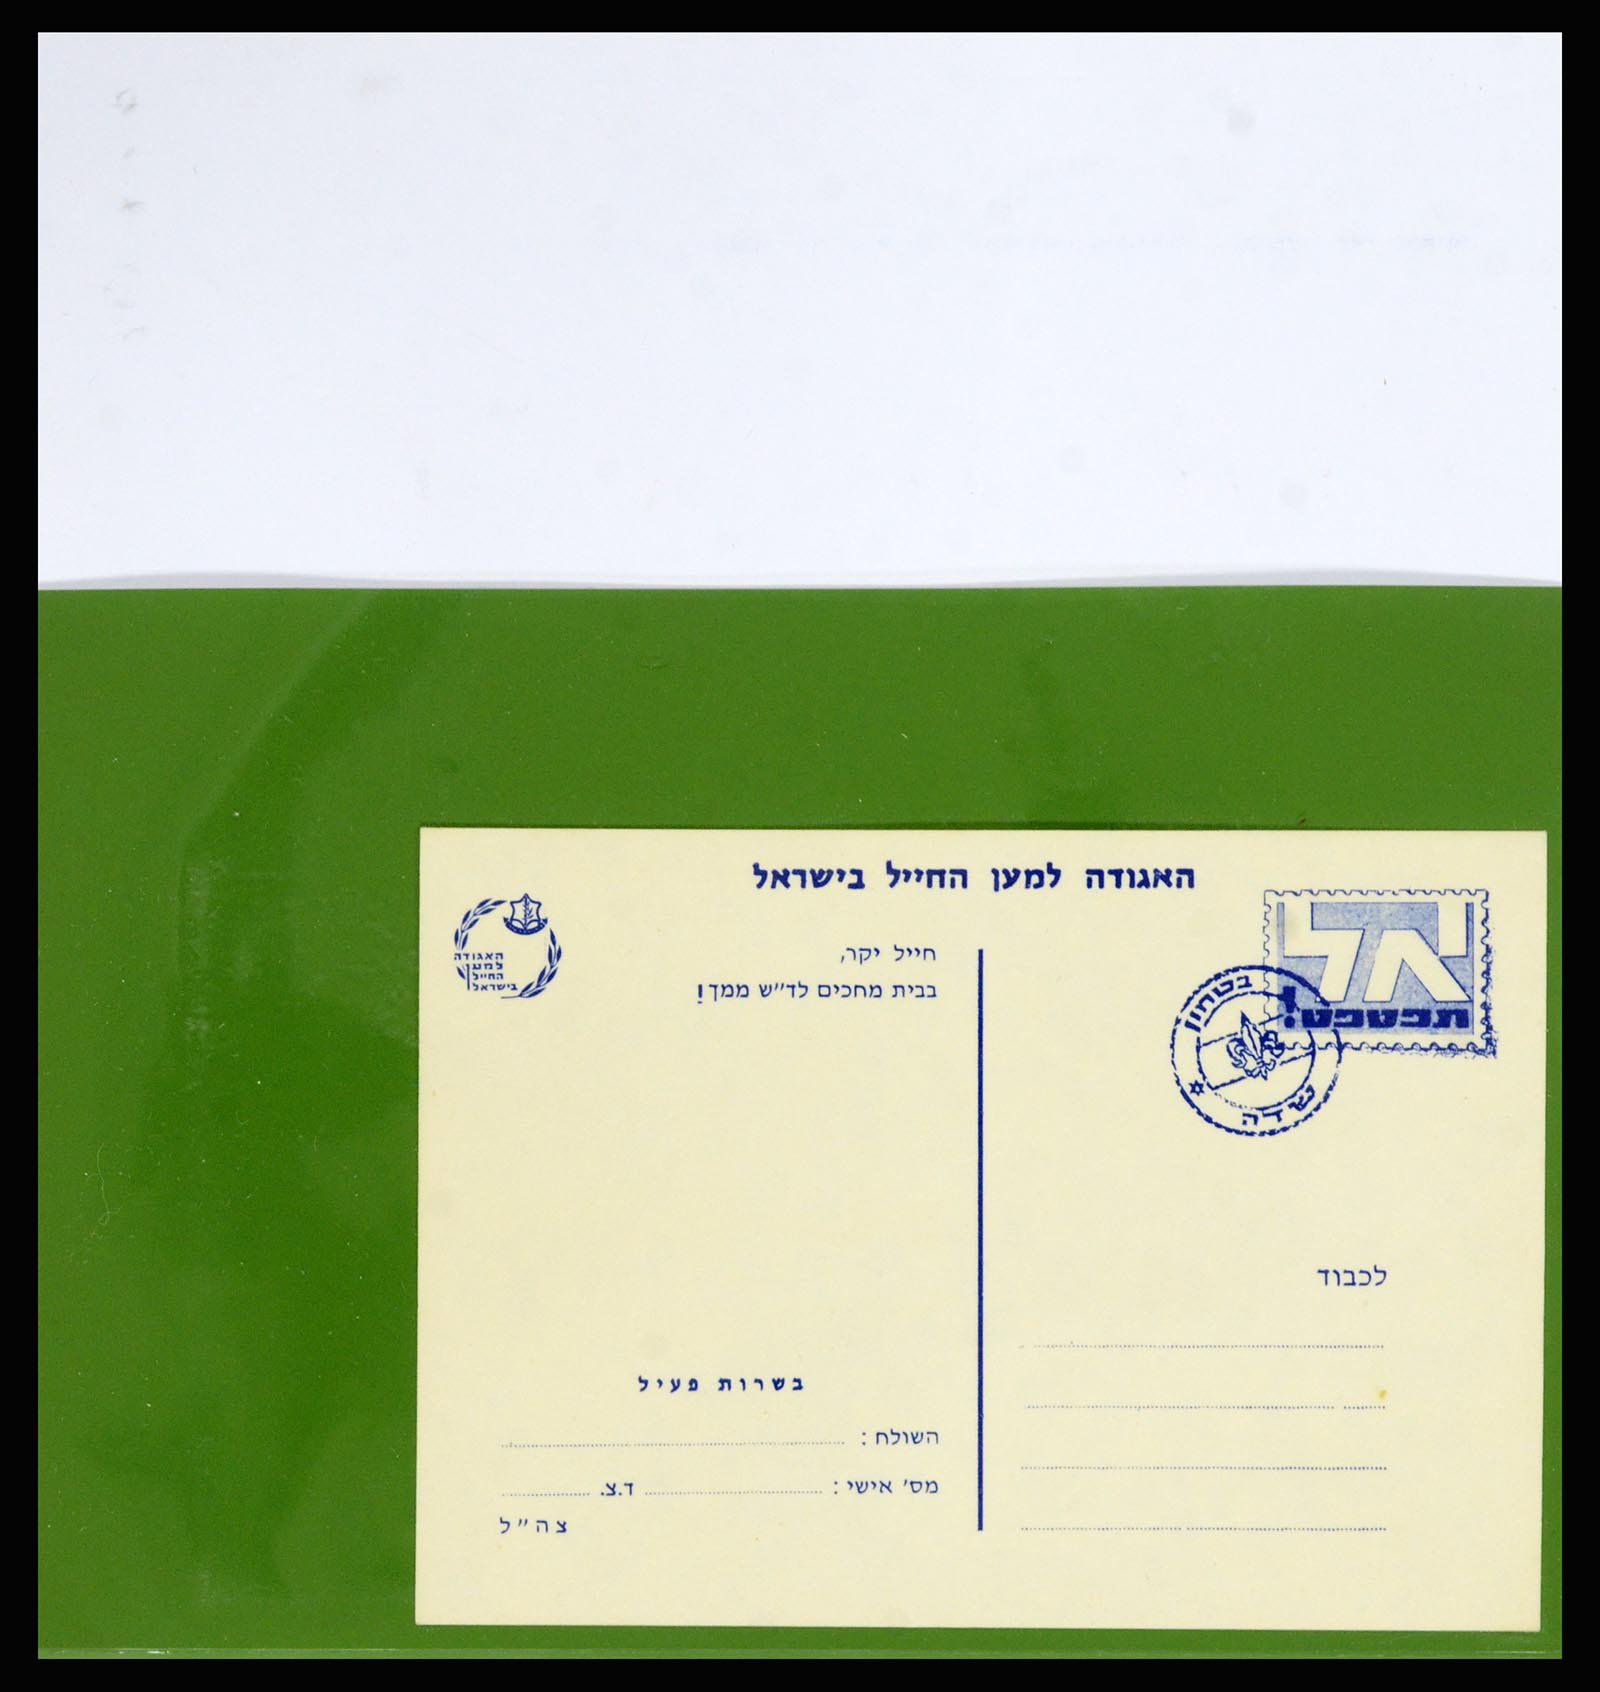 האגודה למען החייל בישראל
האגודה
למען
החייל
בישראל
חייל יקר,
בבית מחכים לד״ש ממך!
אל
תפטפט!
בטחון
שדה
לכבוד
בשרות פעיל
השולח:
מס׳ אישי: ד.צ.
צה״ל